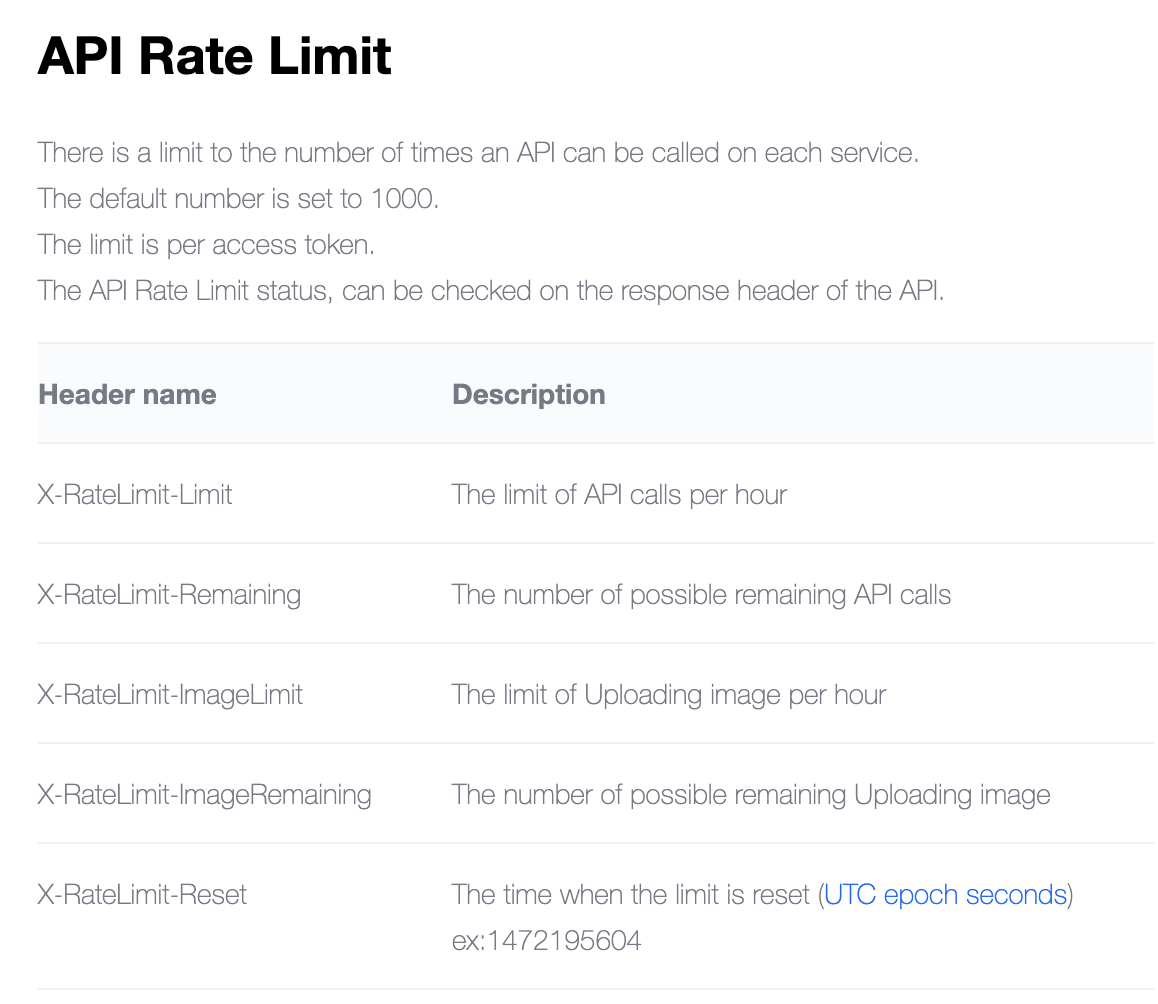 API Rate Limit
There is a limit to the number of times an API can be called on each service.
The default number is set to 1000.
The limit is per access token.
The API Rate Limit status, can be checked on the response header of the API.
Header name Description
X-RateLimit-Limit The limit of API calls per hour
X-RateLimit-Remaining The number of possible remaining API calls
X-RateLimit-ImageLimit The limit of Uploading image per hour
X-RateLimit-ImageRemaining The number of possible remaining Uploading image
X-RateLimit-Reset The time when the limit is reset (UTC epoch seconds)
ex:1472195604